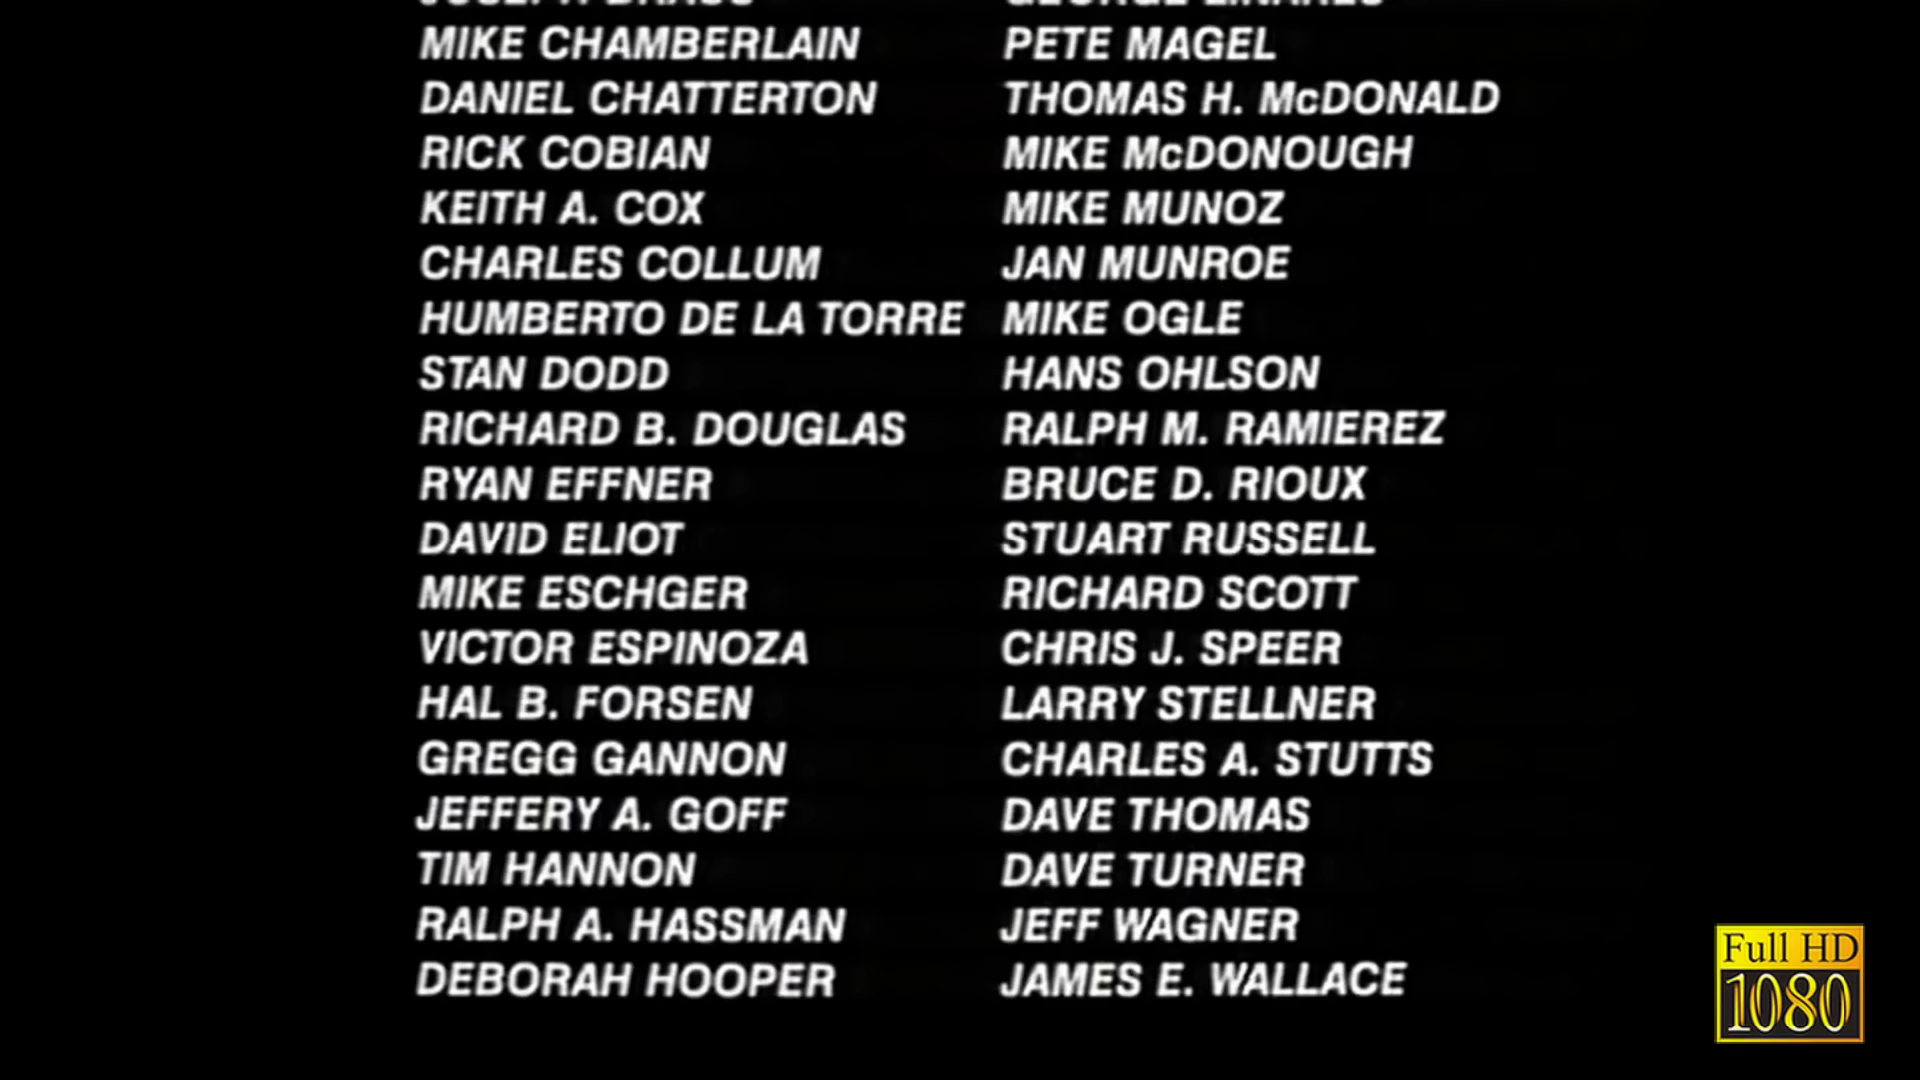 MIKE CHAMBERLAIN PETE MAGEL
DANIEL CHATTERTON THOMAS H. McDONALD
RICK COBIAN MIKE McDONOUGH
KEITH A. COX MIKE MUNOZ
CHARLES COLLUM JAN MUNROE
HUMBERTO DE LA TORRE MIKE OGLE
STAN DODD HANS OHLSON
RICHARD B. DOUGLAS RALPH M. RAMIEREZ
RYAN EFFNER BRUCE D. RIOUX
DAVID ELIOT STUART RUSSELL
MIKE ESCHGER RICHARD SCOTT
VICTOR ESPINOZA CHRIS J. SPEER
HAL B. FORSEN LARRY STELLNER
GREGG GANNON CHARLES A. STUTTS
JEFFERY A. GOFF DAVE THOMAS
TIM HANNON DAVE TURNER
RALPH A. HASSMAN JEFF WAGNER
DEBORAH HOOPER JAMES E. WALLACE
Full HD
1080